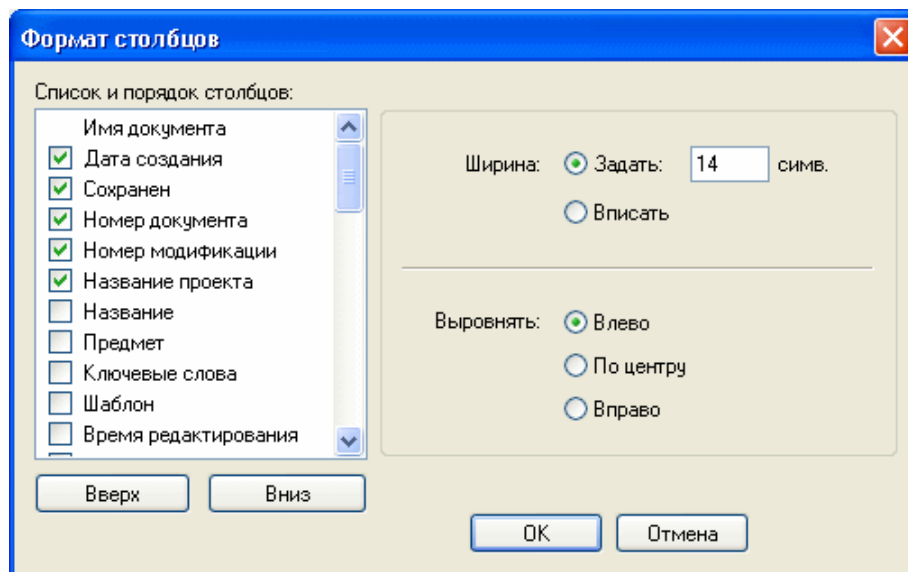 Формат столбцов
Список и порядок столбцов:
Имя документа
Дата создания
Сохранен
Номер документа
Номер модификации
Название проекта
Название
Предмет
Ключевые слова
Шаблон
Время редактирования
Вверх Вниз
Ширина: Задать: 14 симв.
Вписать
Выровнять: Влево
По центру
Вправо
OK Отмена